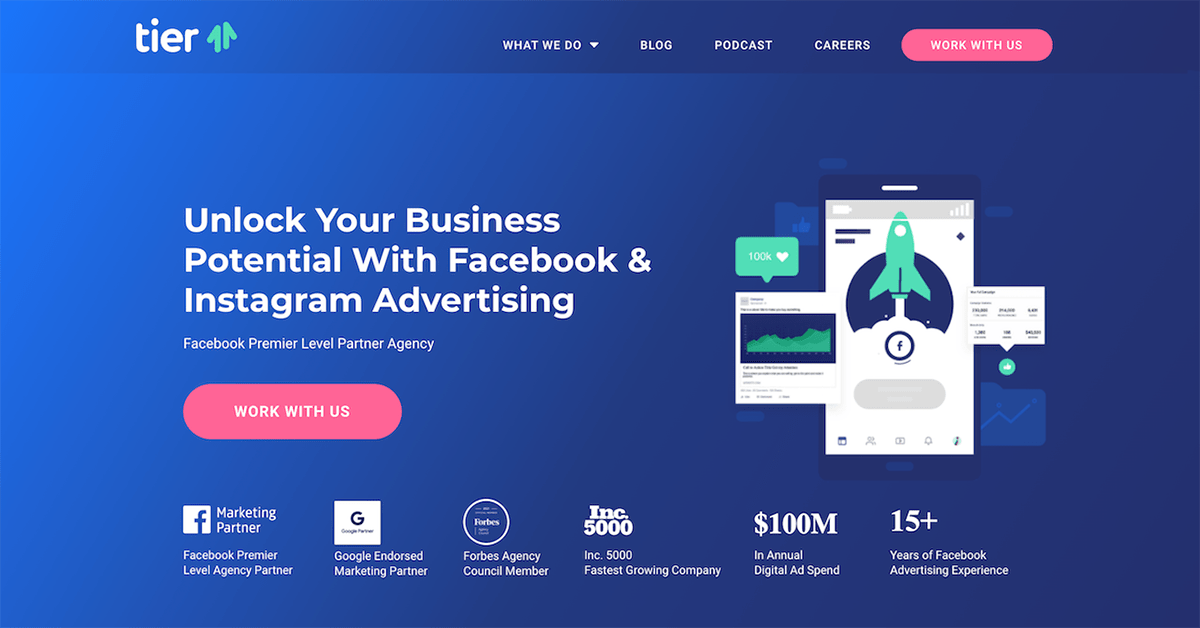 tier
WHAT WE DO
BLOG
PODCAST
CAREERS
WORK WITH US
Unlock Your Business
Potential With Facebook &
Instagram Advertising
Facebook Premier Level Partner Agency
WORK WITH US
100k
Marketing
Partner
Facebook Premier
Level Agency Partner
G
Google Partner
Google Endorsed
Marketing Partner
Forbes
Forbes Agency
Council Member
Inc.
5000
Inc. 5000
Fastest Growing Company
$100M
In Annual
Digital Ad Spend
15+
Years of Facebook
Advertising Experience